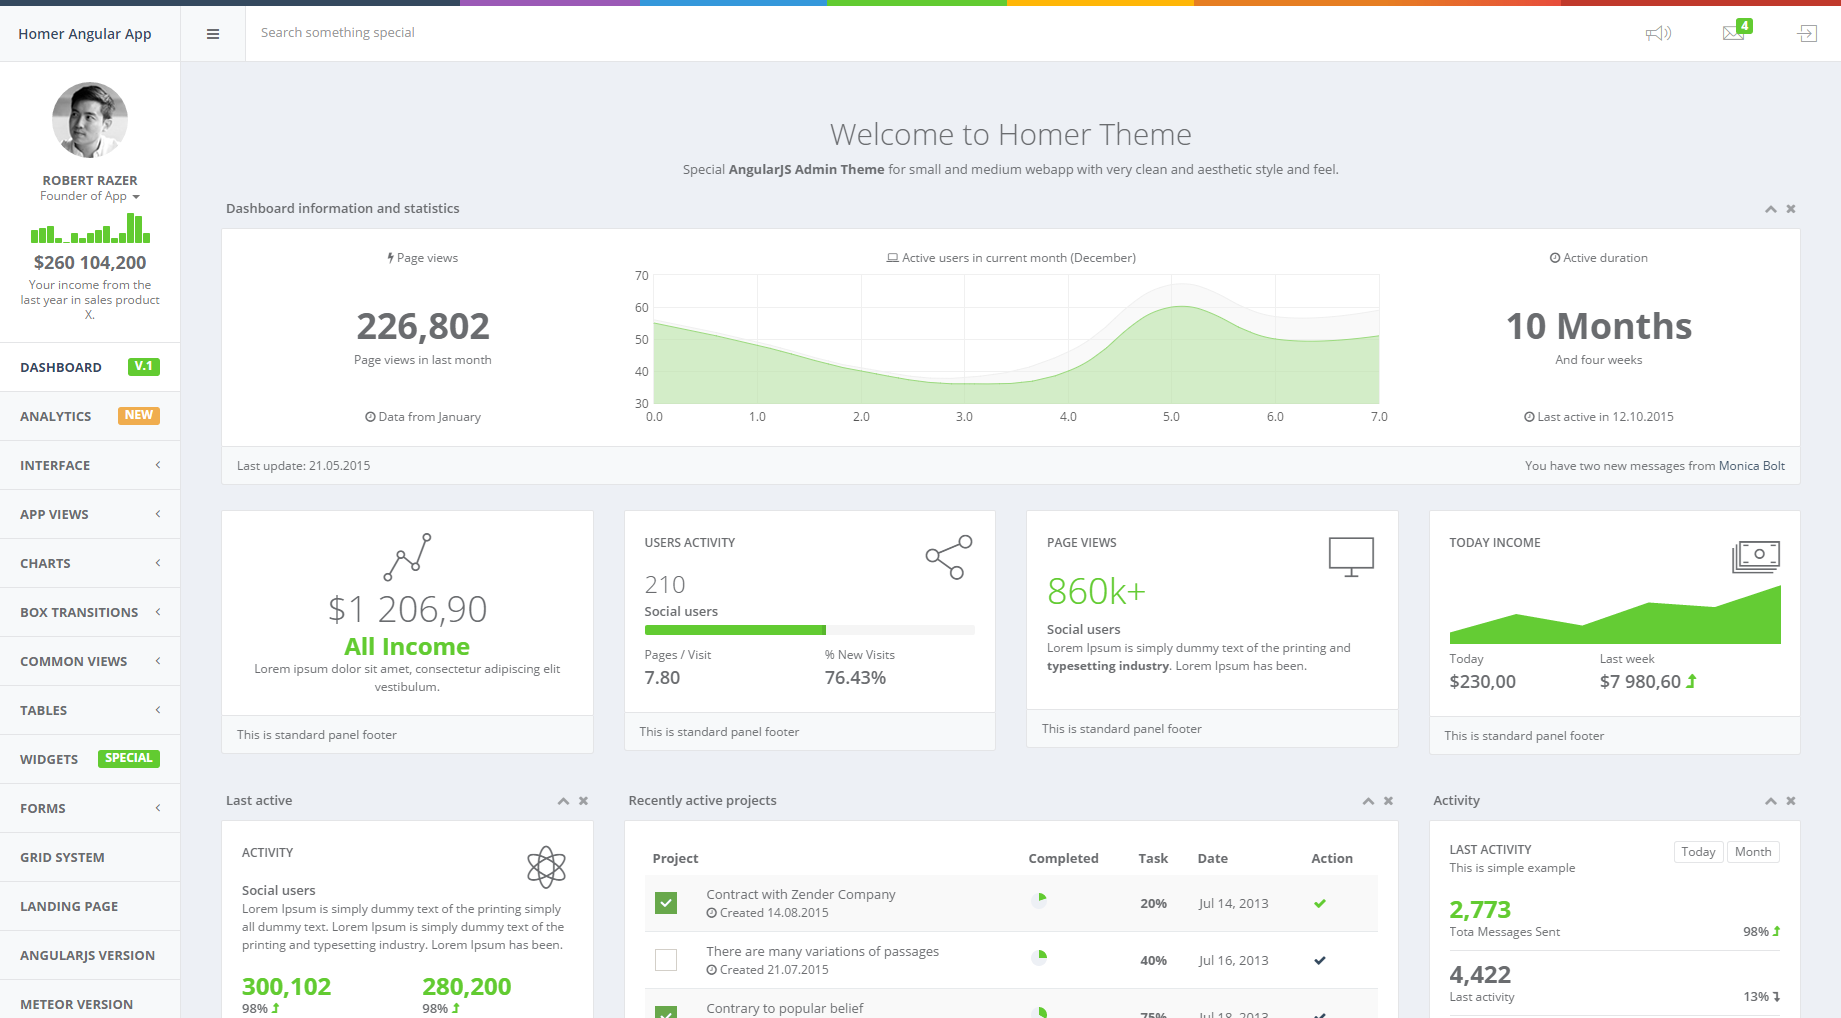 Homer Angular App
Search something special
4
ROBERT RAZER
Founder of App
$260 104,200
Your income from the
last year in sales product
X.
DASHBOARD V.1
ANALYTICS NEW
INTERFACE
APP VIEWS
CHARTS
BOX TRANSITIONS
COMMON VIEWS
TABLES
WIDGETS SPECIAL
FORMS
GRID SYSTEM
LANDING PAGE
ANGULARJS VERSION
METEOR VERSION
Welcome to Homer Theme
Special AngularJS Admin Theme for small and medium webapp with very clean and aesthetic style and feel.
Dashboard information and statistics
Page views
226,802
Page views in last month
Data from January
Active users in current month (December)
70
60
50
40
30
0.0 1.0 2.0 3.0 4.0 5.0 6.0 7.0
Active duration
10 Months
And four weeks
Last active in 12.10.2015
Last update: 21.05.2015
You have two new messages from Monica Bolt
$1 206,90
All Income
Lorem ipsum dolor sit amet, consectetur adipiscing elit
vestibulum.
This is standard panel footer
USERS ACTIVITY
210
Social users
Pages / Visit % New Visits
7.80 76.43%
This is standard panel footer
PAGE VIEWS
860k+
Social users
Lorem Ipsum is simply dummy text of the printing and
typesetting industry. Lorem Ipsum has been.
This is standard panel footer
TODAY INCOME
Today Last week
$230,00 $7 980,60
This is standard panel footer
Last active
ACTIVITY
Social users
Lorem Ipsum is simply dummy text of the printing simply
all dummy text. Lorem Ipsum is simply dummy text of the
printing and typesetting industry. Lorem Ipsum has been.
300,102 280,200
98% 98%
Recently active projects
Project Completed Task Date Action
Contract with Zender Company
Created 14.08.2015
20% Jul 14, 2013
There are many variations of passages
Created 21.07.2015
40% Jul 16, 2013
Contrary to popular belief
75% Jul 18, 2013
Activity
LAST ACTIVITY Today Month
This is simple example
2,773
Tota Messages Sent 98%
4,422
Last activity 13%